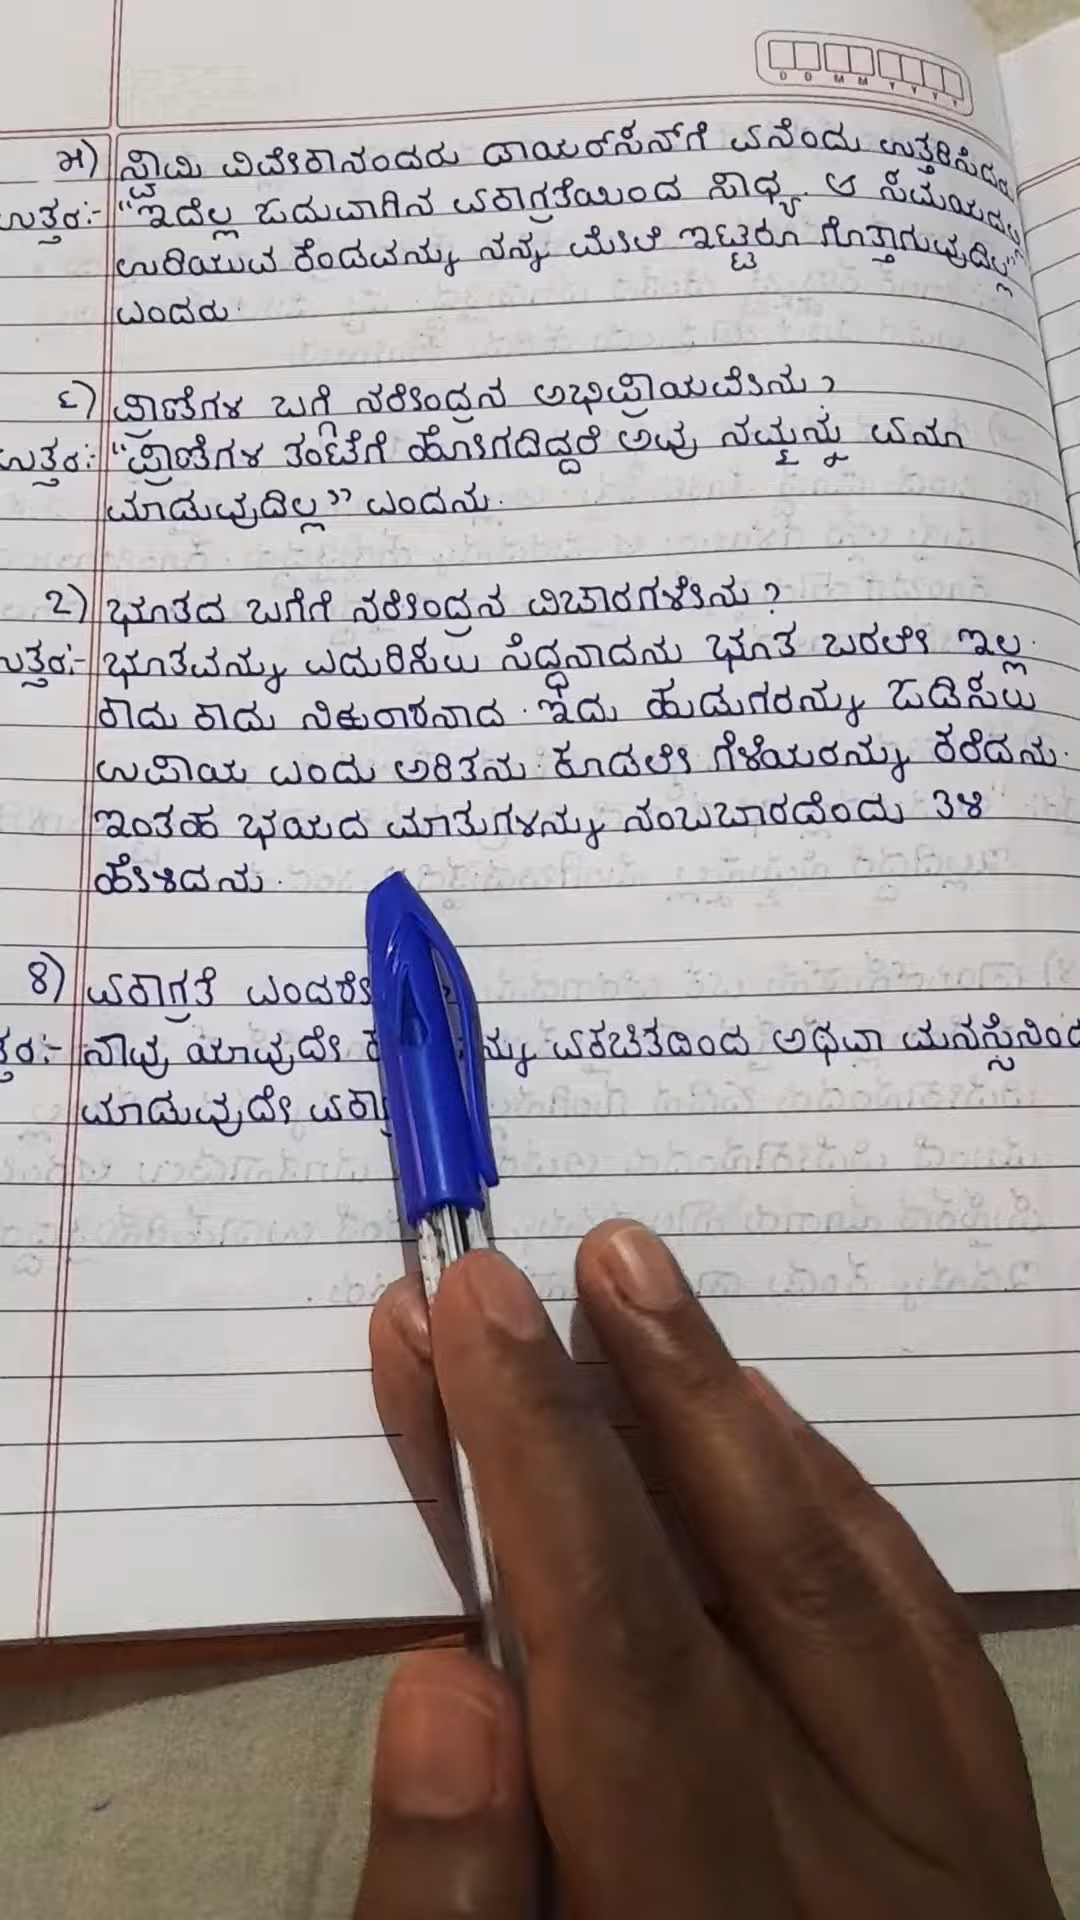 D D M M Y Y Y Y
೫) ಸ್ವಾಮಿ ವಿವೇಕಾನಂದರು ಡಾಯರ್‌ಸೆನ್‌ಗೆ ಏನೆಂದು ಉತ್ತರಿಸಿದರು
ಉತ್ತರ:- "ಇದೆಲ್ಲ ಓದುವಾಗಿನ ಏಕಾಗ್ರತೆಯಿಂದ ಸಾಧ್ಯ. ಆ ಸಮಯದಲ್ಲಿ
ಉರಿಯುವ ಕೆಂಡವನ್ನು ನನ್ನ ಮೇಲೆ ಇಟ್ಟರೂ ಗೊತ್ತಾಗುವುದಿಲ್ಲ"
ಎಂದರು.
೬) ಪ್ರಾಣಿಗಳ ಬಗ್ಗೆ ನರೇಂದ್ರನ ಅಭಿಪ್ರಾಯವೇನು?
ಉತ್ತರ:- "ಪ್ರಾಣಿಗಳ ತಂಟೆಗೆ ಹೋಗದಿದ್ದರೆ ಅವು ನಮ್ಮನ್ನು ಏನೂ
ಮಾಡುವುದಿಲ್ಲ" ಎಂದನು.
೭) ಭೂತದ ಬಗೆಗೆ ನರೇಂದ್ರನ ವಿಚಾರಗಳೇನು?
ಉತ್ತರ:- ಭೂತವನ್ನು ಎದುರಿಸಲು ಸಿದ್ಧನಾದನು ಭೂತ ಬರಲೇ ಇಲ್ಲ.
ಕಾದು ಕಾದು ನಿರಾಶನಾದ. ಇದು ಹುಡುಗರನ್ನು ಓಡಿಸಲು
ಉಪಾಯ ಎಂದು ಅರಿತನು. ಕೂಡಲೇ ಗೆಳೆಯರನ್ನು ಕರೆದನು.
ಇಂತಹ ಭಯದ ಮಾತುಗಳನ್ನು ನಂಬಬಾರದೆಂದು ತಿಳಿ
ಹೇಳಿದನು.
೮) ಏಕಾಗ್ರತೆ ಎಂದರೇ ?
ಉತ್ತರ:- ನಾವು ಯಾವುದೇ ಏಕಚಿತದಿಂದ ಅಥವಾ ಮನಸ್ಸಿನಿಂದ
ಮಾಡುವುದೇ